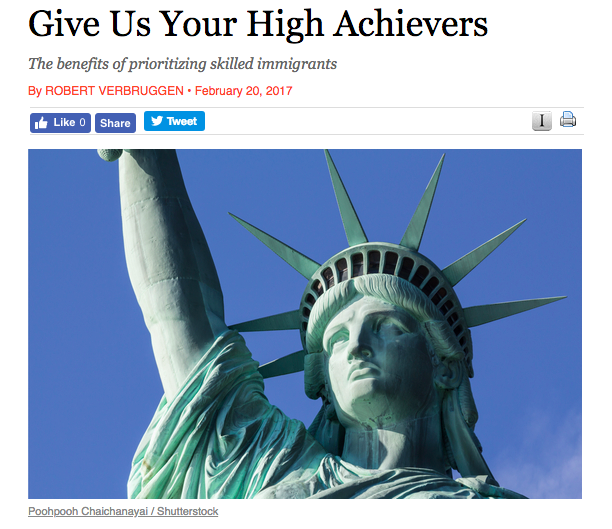 Give Us Your High Achievers
The benefits of prioritizing skilled immigrants
By ROBERT VERBRUGGEN • February 20, 2017
Like 0 Share Tweet I
Poohpooh Chaichanayai / Shutterstock